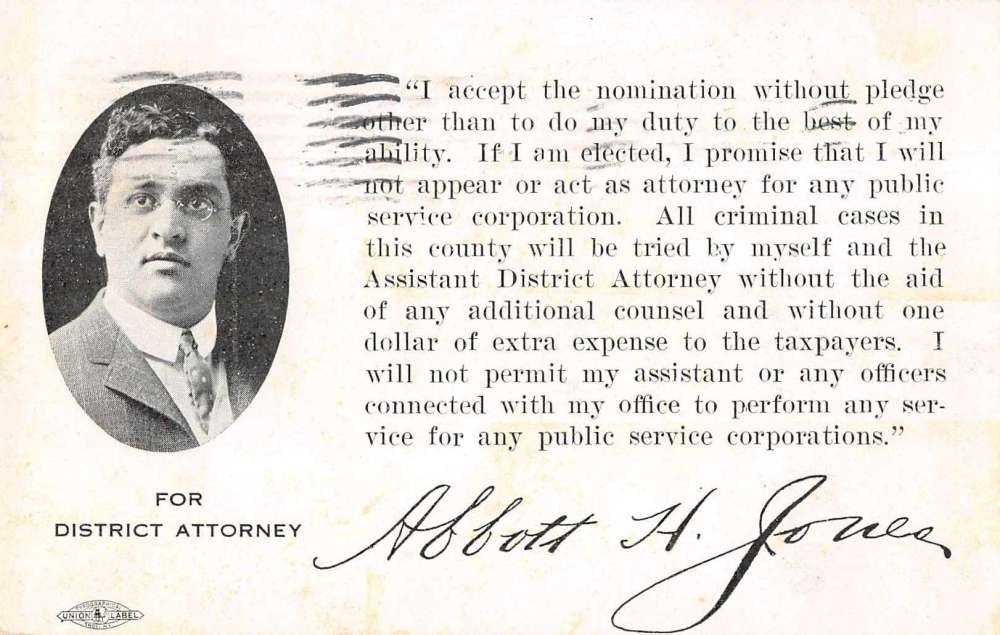 “I accept the nomination without pledge
other than to do my duty to the best of my
ability. If I am elected, I promise that I will
not appear or act as attorney for any public
service corporation. All criminal cases in
this county will be tried by myself and the
Assistant District Attorney without the aid
of any additional counsel and without one
dollar of extra expense to the taxpayers. I
will not permit my assistant or any officers
connected with my office to perform any ser-
vice for any public service corporations.”
Abbott H. Jones
FOR
DISTRICT ATTORNEY
TYPOGRAPHICAL
UNION LABEL